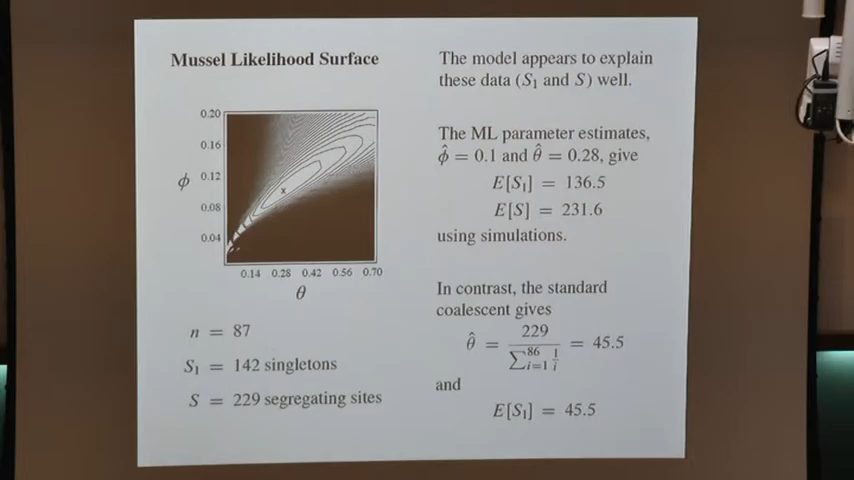 Mussel Likelihood Surface
0.20
0.16
ϕ 0.12
0.08
0.04
0.14 0.28 0.42 0.56 0.70
θ
n = 87
S₁ = 142 singletons
S = 229 segregating sites
The model appears to explain
these data (S₁ and S) well.
The ML parameter estimates,
ϕ̂ = 0.1 and θ̂ = 0.28, give
E[S₁] = 136.5
E[S] = 231.6
using simulations.
In contrast, the standard
coalescent gives
θ̂ = 229 / ∑_{i=1}^{86} 1/i = 45.5
and
E[S₁] = 45.5